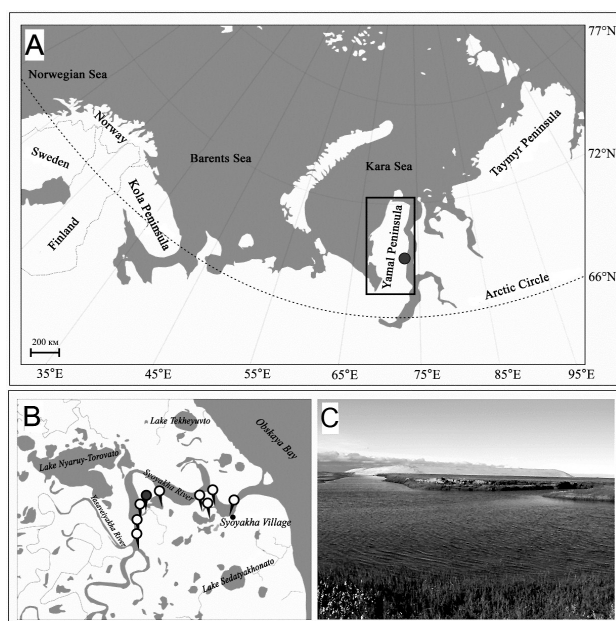 A
77°N
Norwegian Sea
Norway
Sweden
Barents Sea
Kara Sea
Taymyr Peninsula
72°N
Kola Peninsula
Finland
Yamal Peninsula
66°N
Arctic Circle
200 км
35°E
45°E
55°E
65°E
75°E
85°E
95°E
B
Lake Tekheyuvto
Obskaya Bay
Lake Nyaruy-Torovato
Syoyakha River
Syoyakha Village
Lake Sedatyakhonato
C